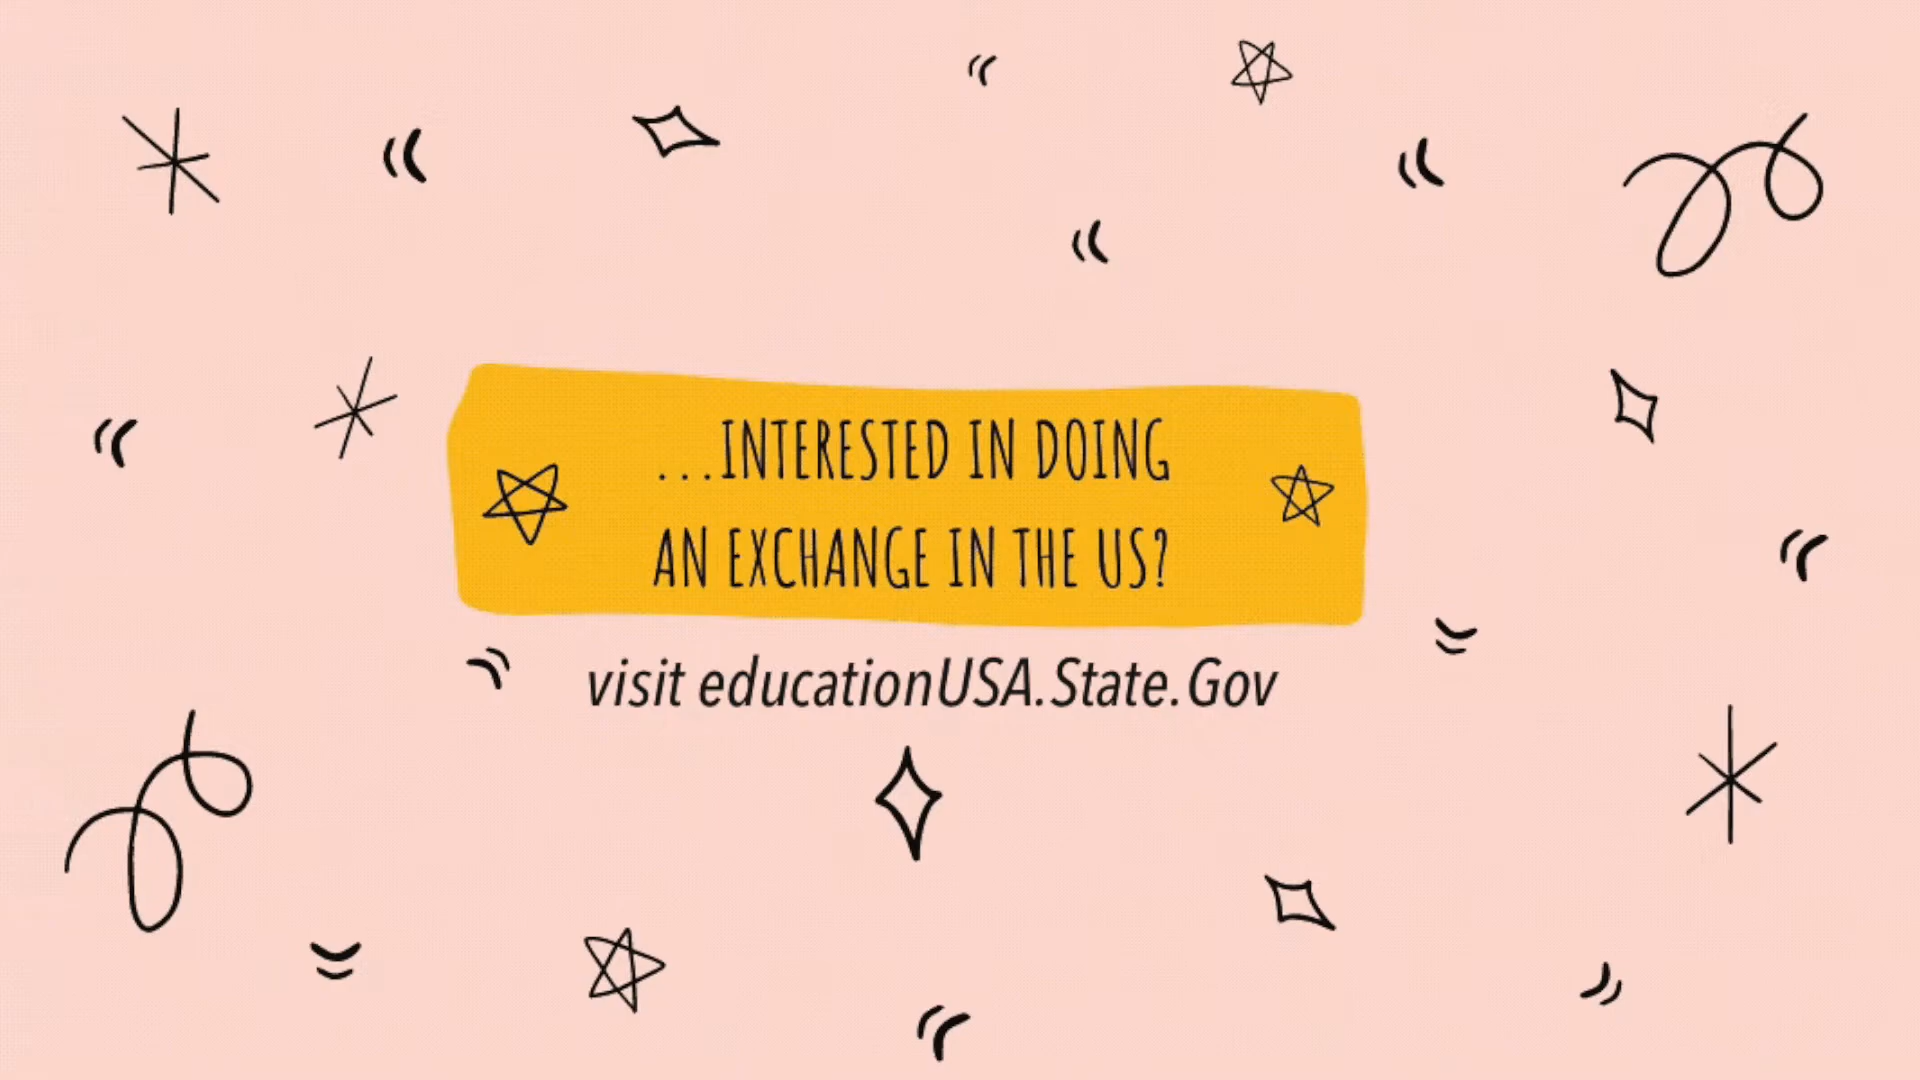 ...INTERESTED IN DOING
AN EXCHANGE IN THE US?
visit educationUSA.State.Gov